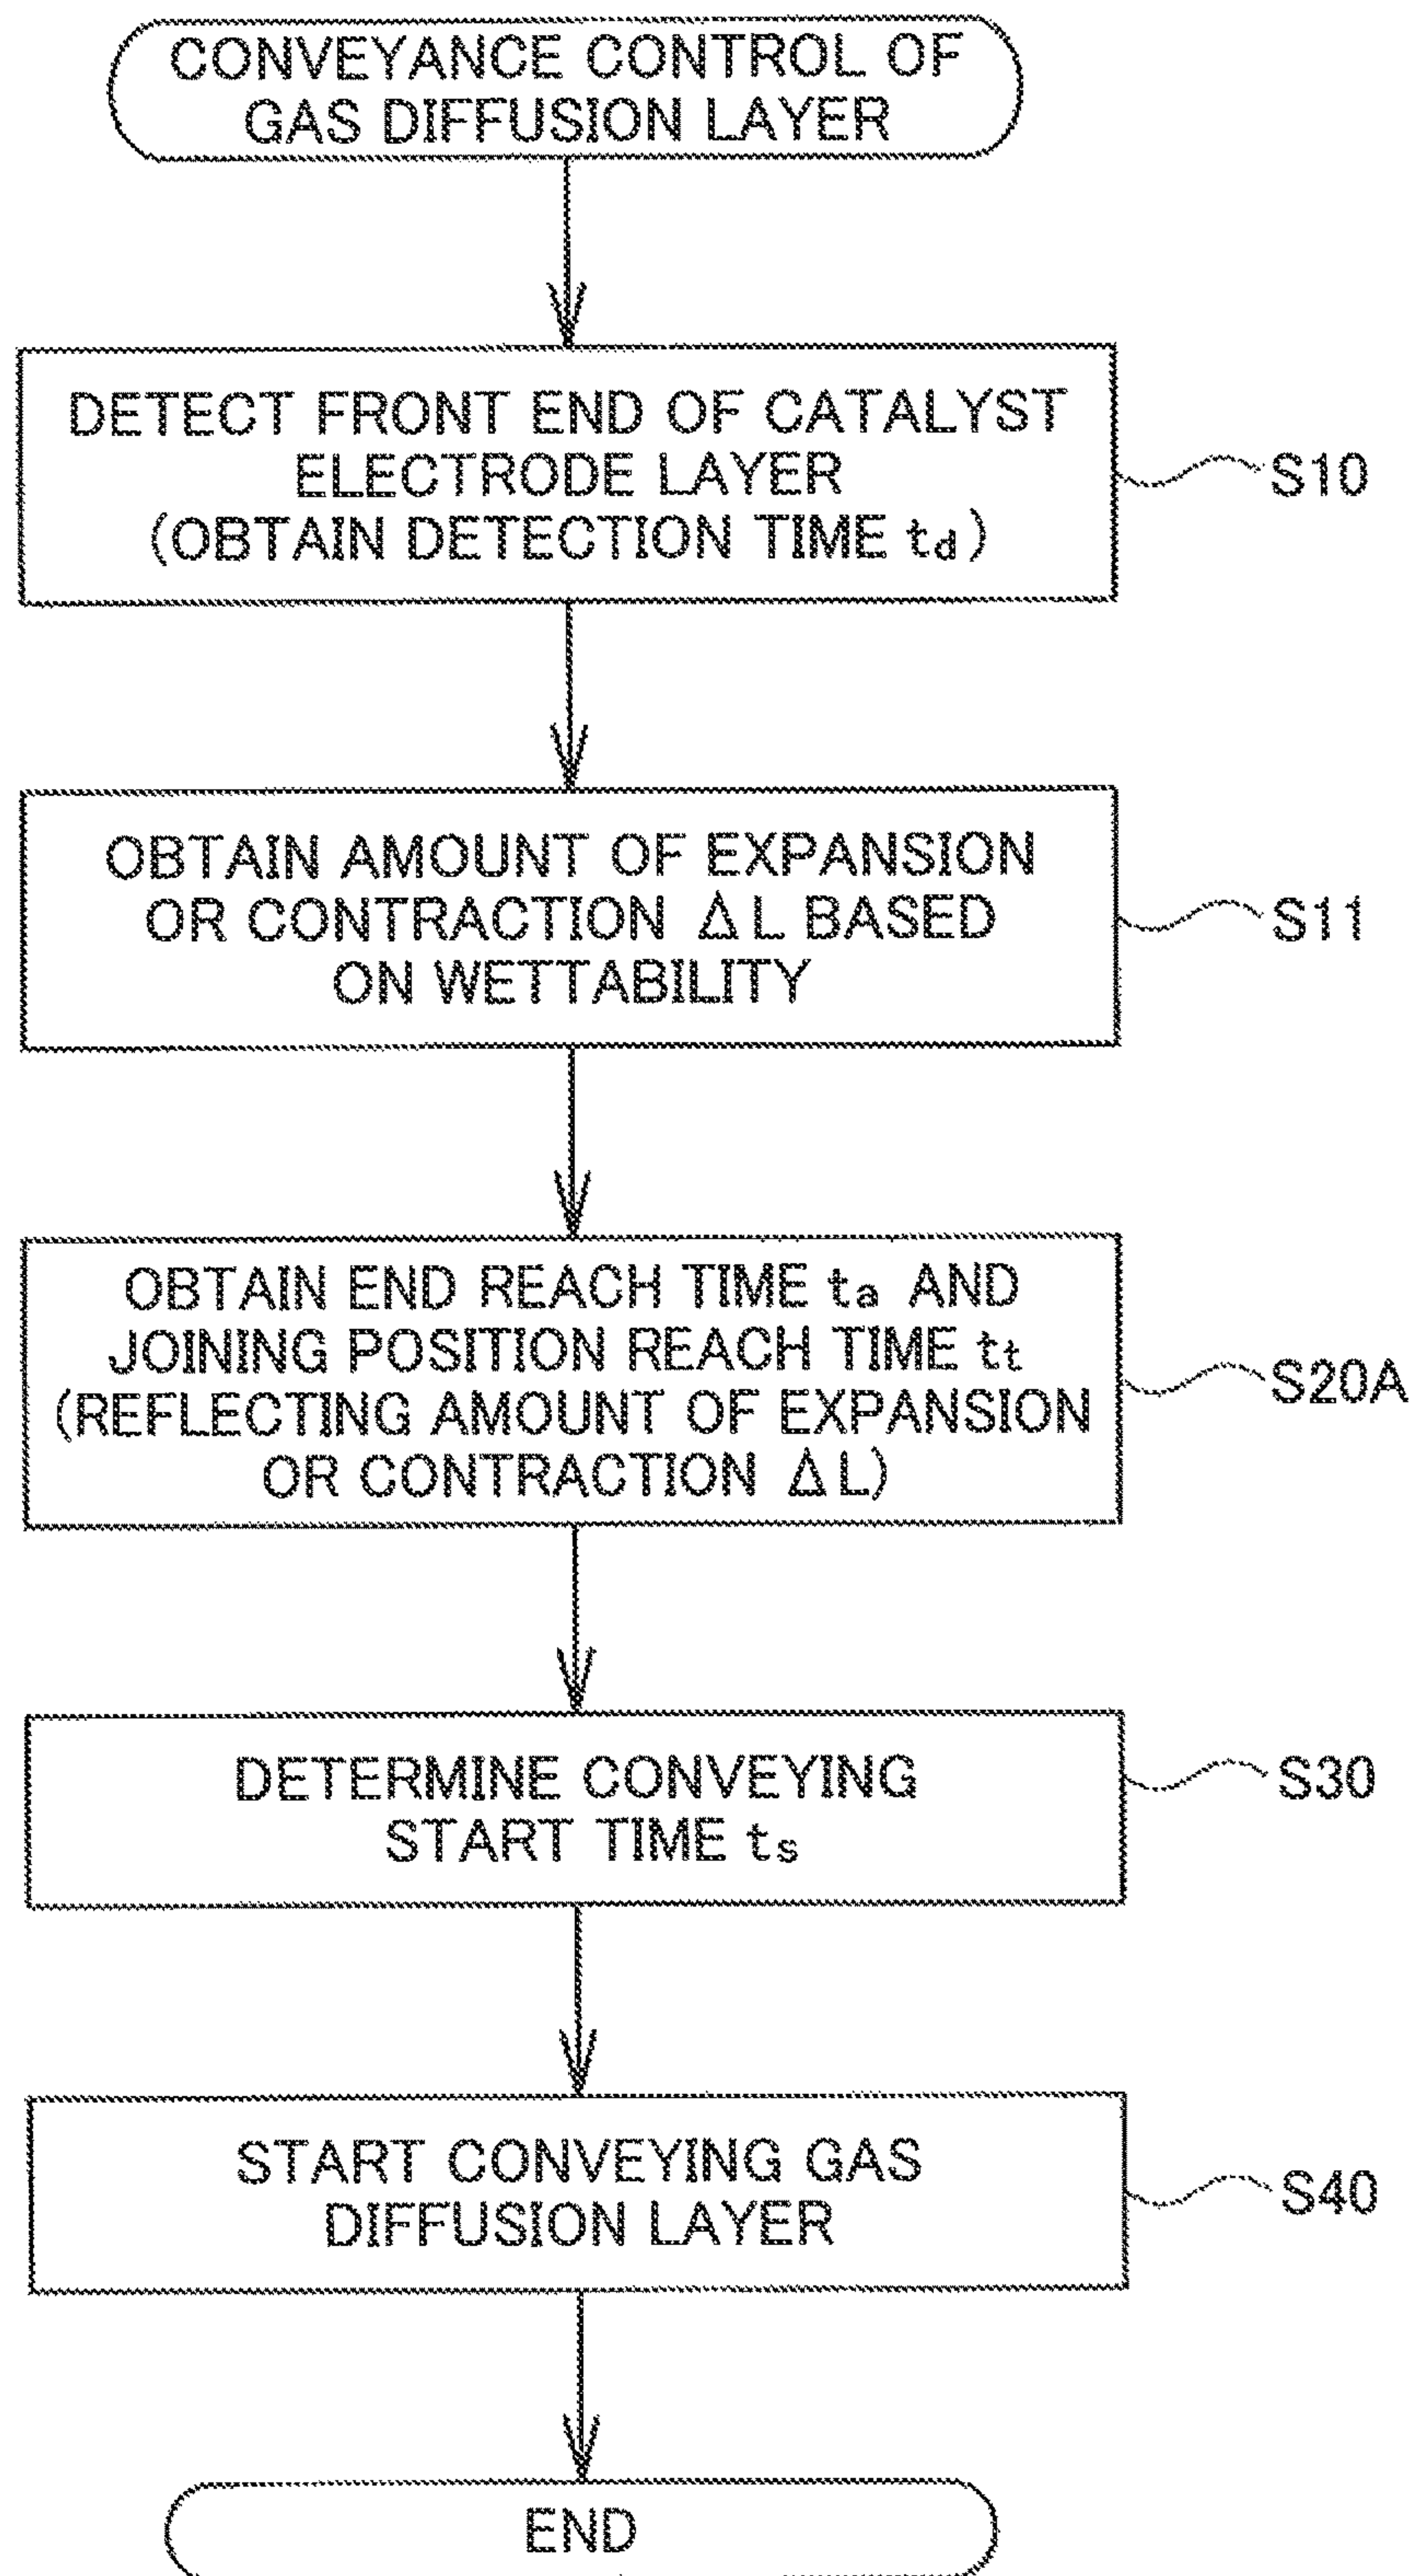 CONVEYANCE CONTROL OF
GAS DIFFUSION LAYER
DETECT FRONT END OF CATALYST
ELECTRODE LAYER
(OBTAIN DETECTION TIME td)
S10
OBTAIN AMOUNT OF EXPANSION
OR CONTRACTION ΔL BASED
ON WETTABILITY
S11
OBTAIN END REACH TIME ta AND
JOINING POSITION REACH TIME tt
(REFLECTING AMOUNT OF EXPANSION
OR CONTRACTION ΔL)
S20A
DETERMINE CONVEYING
START TIME ts
S30
START CONVEYING GAS
DIFFUSION LAYER
S40
END